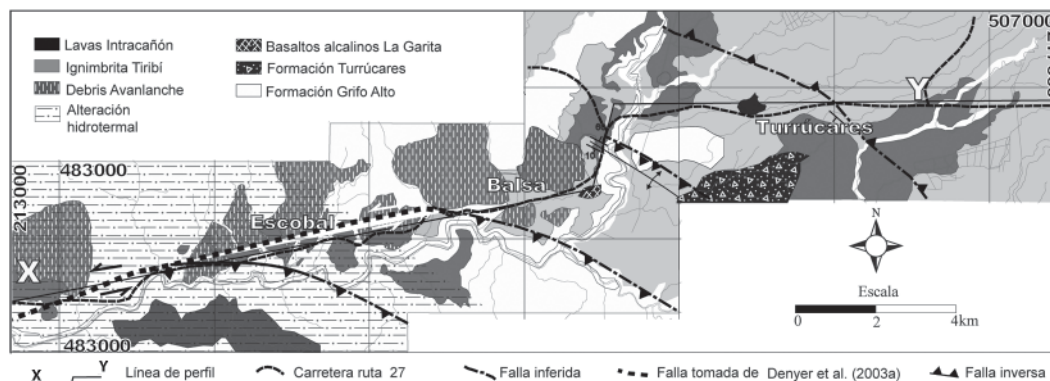 507000
Lavas Intracañón
Ignimbrita Tiribí
Debris Avanlanche
Alteración
hidrotermal
Basaltos alcalinos La Garita
Formación Turrúcares
Formación Grifo Alto
Y
Turrúcares
10
483000
213000
Balsa
Escobal
X
N
Escala
0 2 4km
483000
X Y Línea de perfil Carretera ruta 27 Falla inferida Falla tomada de Denyer et al. (2003a) Falla inversa